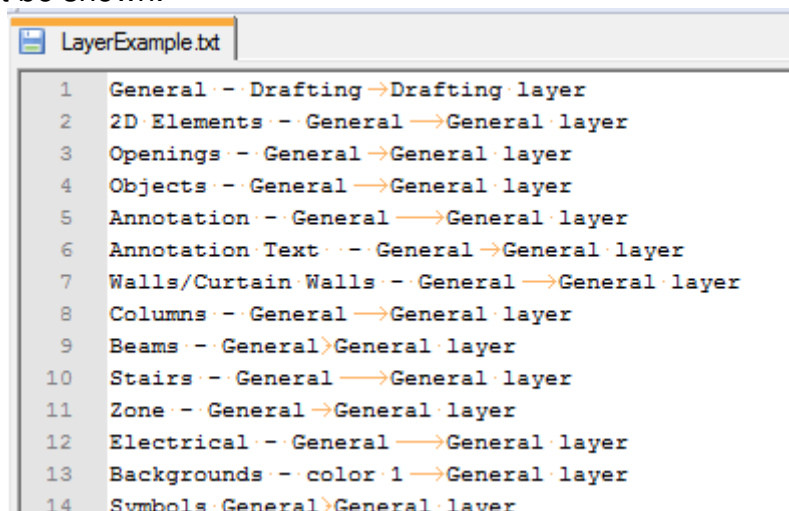 t be shown.
LayerExample.txt
1 General - Drafting→Drafting layer
2 2D Elements - General→General layer
3 Openings - General→General layer
4 Objects - General→General layer
5 Annotation - General→General layer
6 Annotation Text  - General→General layer
7 Walls/Curtain Walls - General→General layer
8 Columns - General→General layer
9 Beams - General→General layer
10 Stairs - General→General layer
11 Zone - General→General layer
12 Electrical - General→General layer
13 Backgrounds - color 1→General layer
14 Symbols General→General layer